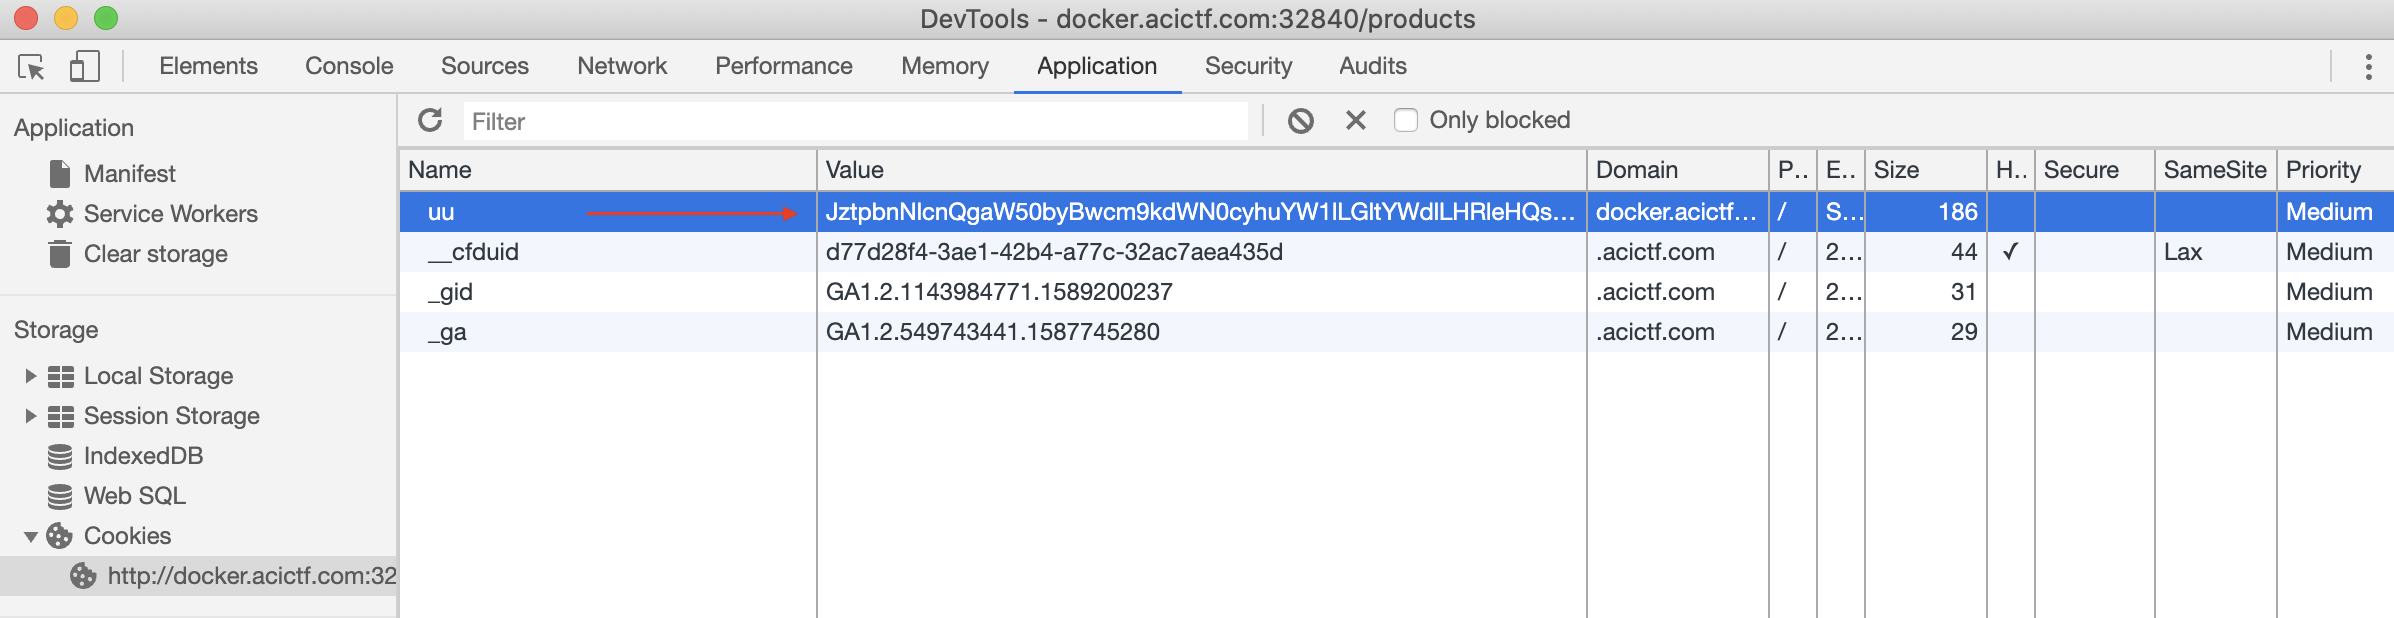 DevTools - docker.acictf.com:32840/products
Elements Console Sources Network Performance Memory Application Security Audits
Application
Manifest
Service Workers
Clear storage
Storage
Local Storage
Session Storage
IndexedDB
Web SQL
Cookies
http://docker.acictf.com:32
Filter Only blocked
Name Value Domain P.. E.. Size H.. Secure SameSite Priority
uu JztpbnNlcnQgaW50byBwcm9kdWN0cyhuYW1lLGltYWdlLHRleHQs... docker.acictf... / S... 186 Medium
__cfduid d77d28f4-3ae1-42b4-a77c-32ac7aea435d .acictf.com / 2... 44 ✓ Lax Medium
_gid GA1.2.1143984771.1589200237 .acictf.com / 2... 31 Medium
_ga GA1.2.549743441.1587745280 .acictf.com / 2... 29 Medium